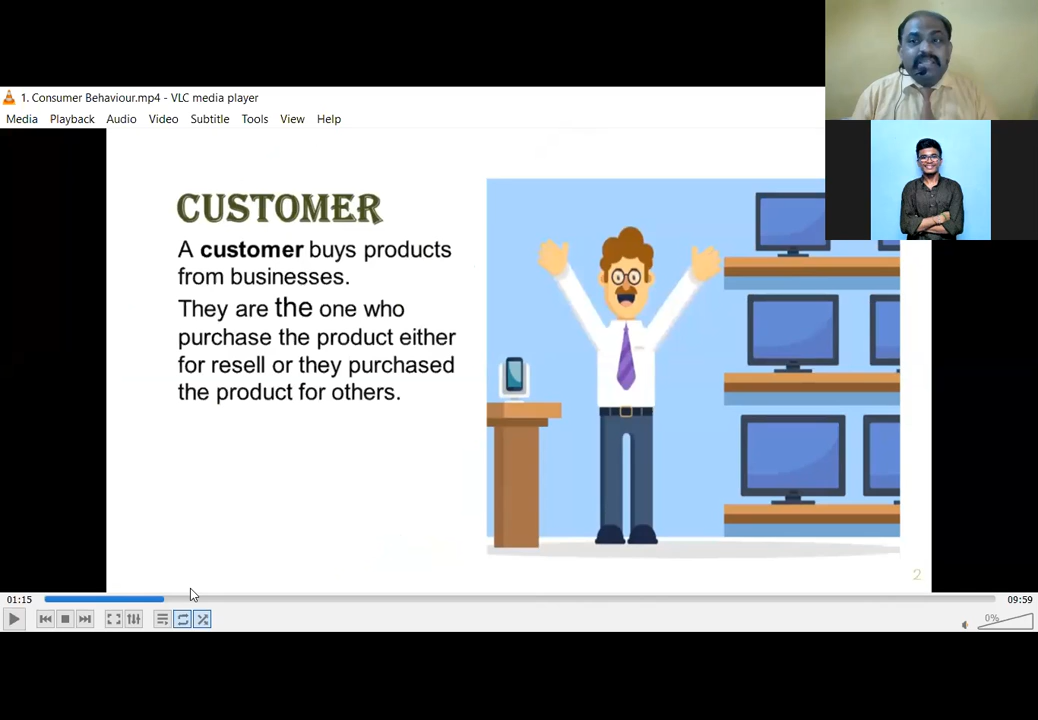 1. Consumer Behaviour.mp4 - VLC media player
Media Playback Audio Video Subtitle Tools View Help
CUSTOMER
A customer buys products
from businesses.
They are the one who
purchase the product either
for resell or they purchased
the product for others.
2
01:15
09:59
0%